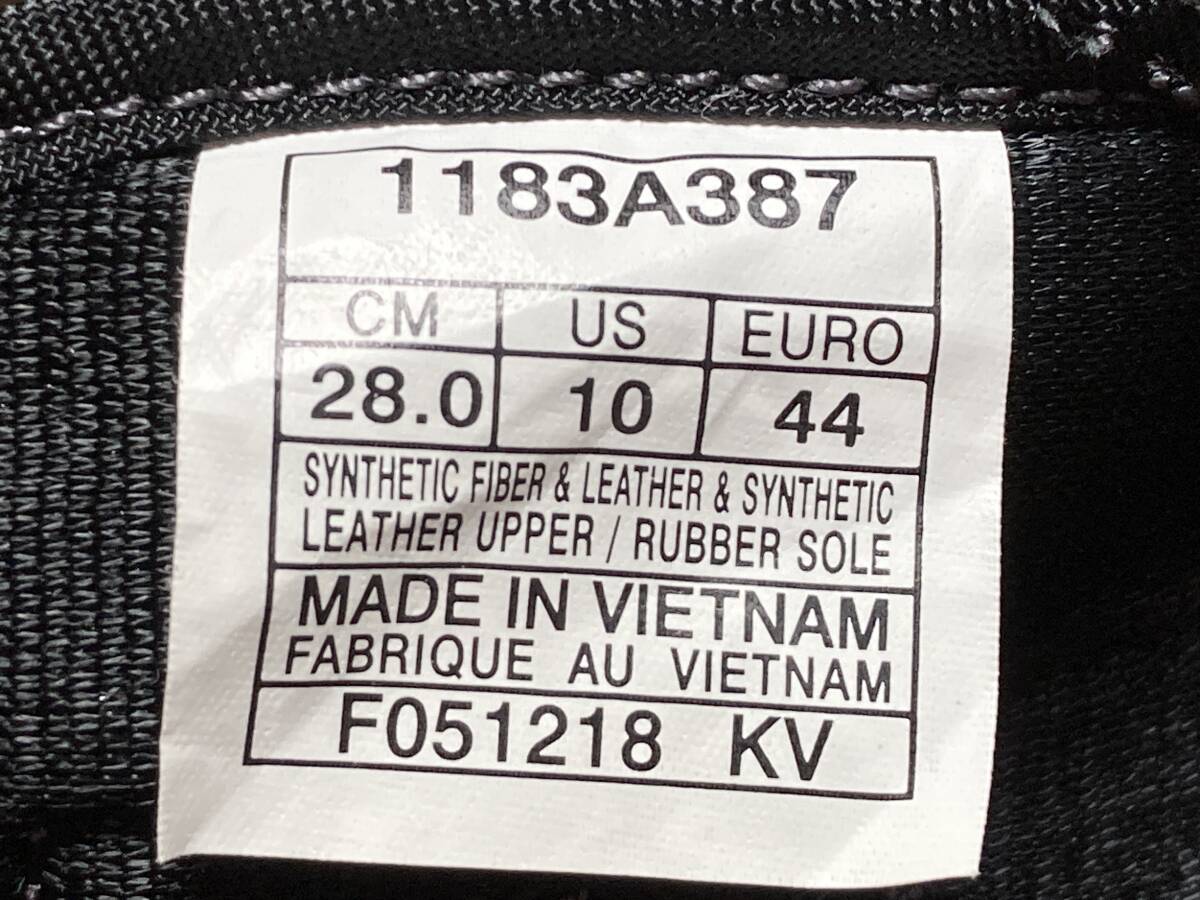 1183A387
CM US EURO
28.0 10 44
SYNTHETIC FIBER & LEATHER & SYNTHETIC
LEATHER UPPER / RUBBER SOLE
MADE IN VIETNAM
FABRIQUE AU VIETNAM
F051218 KV